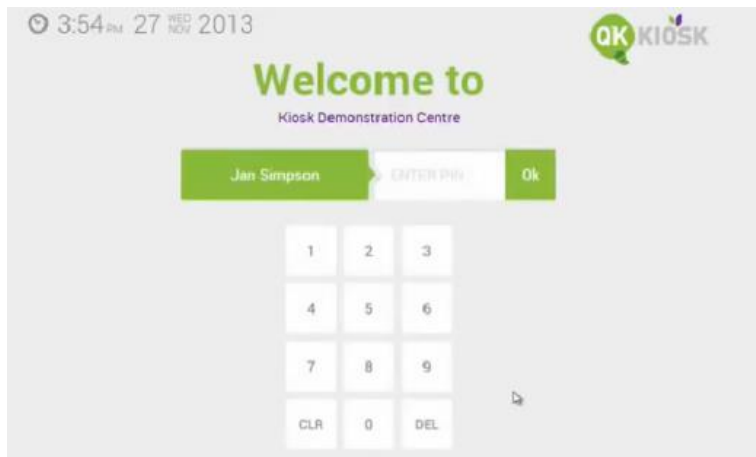 3:54 PM 27 WED NOV 2013
QK KIOSK
Welcome to
Kiosk Demonstration Centre
Jan Simpson ENTER PIN Ok
1 2 3
4 5 6
7 8 9
CLR 0 DEL